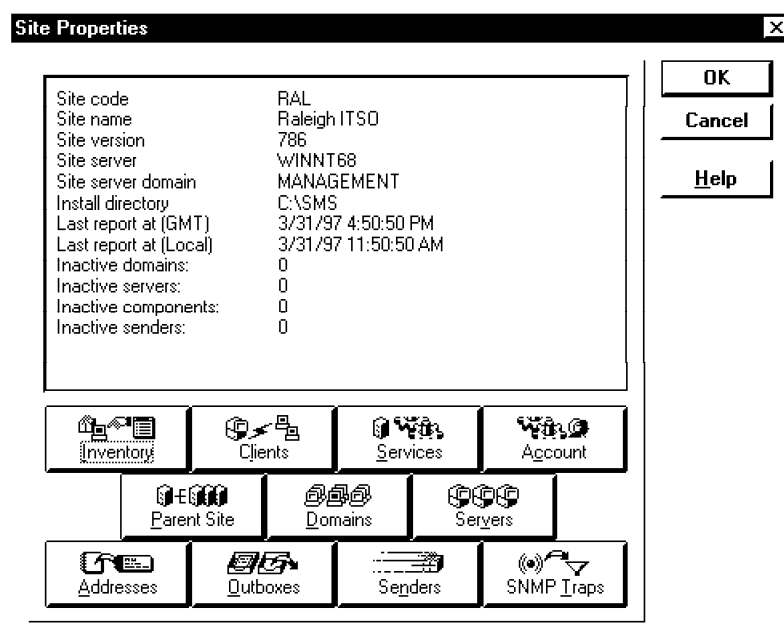 Site Properties
OK
Cancel
Help
Site code RAL
Site name Raleigh ITSO
Site version 786
Site server WINNT68
Site server domain MANAGEMENT
Install directory C:\SMS
Last report at (GMT) 3/31/97 4:50:50 PM
Last report at (Local) 3/31/97 11:50:50 AM
Inactive domains: 0
Inactive servers: 0
Inactive components: 0
Inactive senders: 0
Inventory Clients Services Account
Parent Site Domains Servers
Addresses Outboxes Senders SNMP Traps